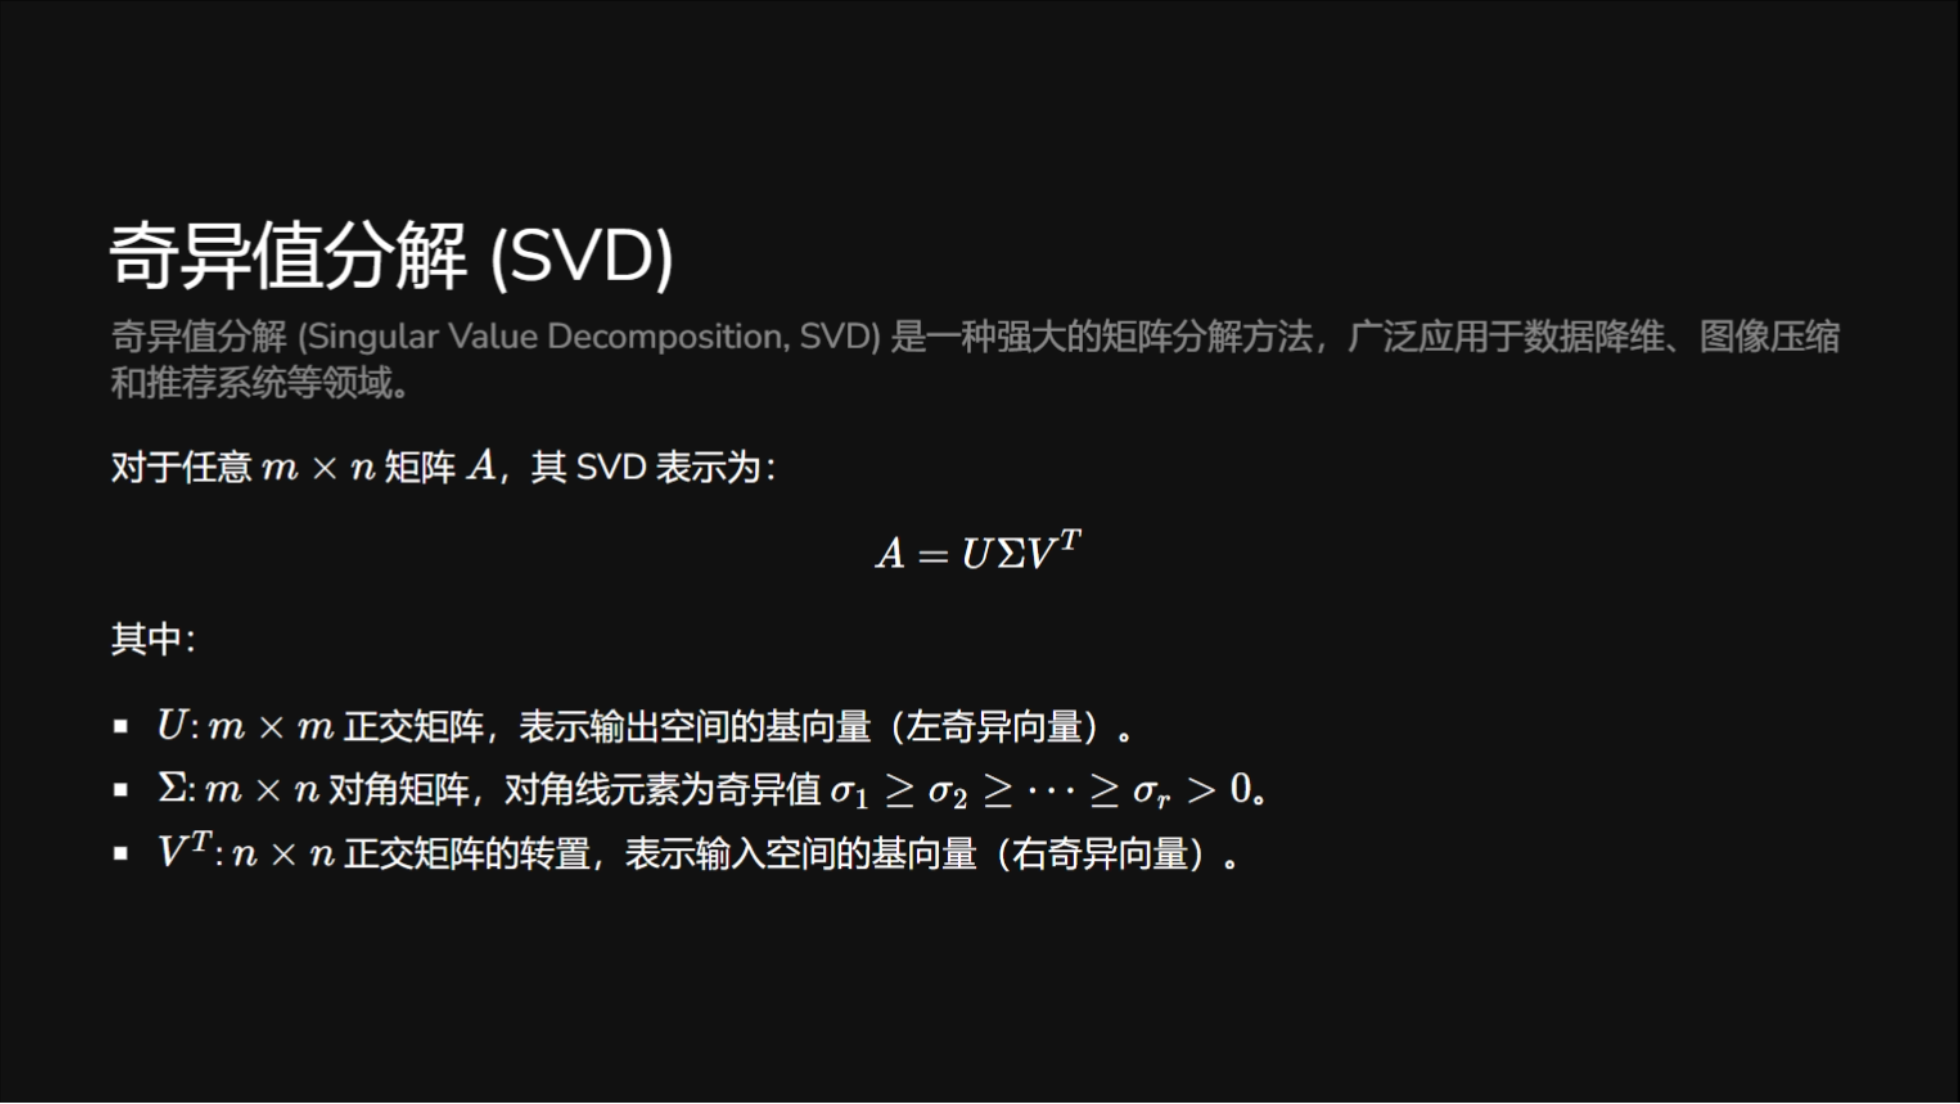 奇异值分解 (SVD)
奇异值分解 (Singular Value Decomposition, SVD) 是一种强大的矩阵分解方法，广泛应用于数据降维、图像压缩
和推荐系统等领域。
对于任意 m × n 矩阵 A，其 SVD 表示为：
A = UΣV^T
其中：
▪ U: m × m 正交矩阵，表示输出空间的基向量（左奇异向量）。
▪ Σ: m × n 对角矩阵，对角线元素为奇异值 σ₁ ≥ σ₂ ≥ ⋯ ≥ σᵣ > 0。
▪ V^T: n × n 正交矩阵的转置，表示输入空间的基向量（右奇异向量）。